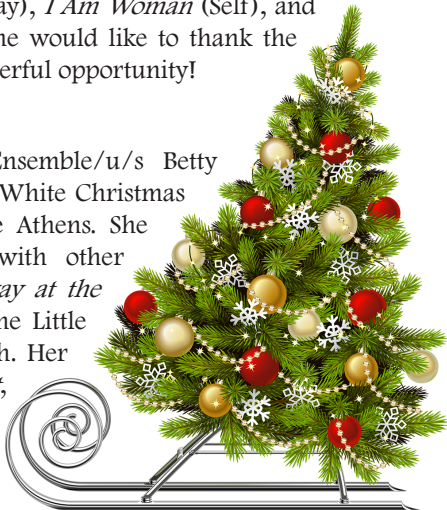 ay), I Am Woman (Self), and
ne would like to thank the
erful opportunity!
Ensemble/u/s Betty
White Christmas
e Athens. She
with other
ay at the
he Little
h. Her